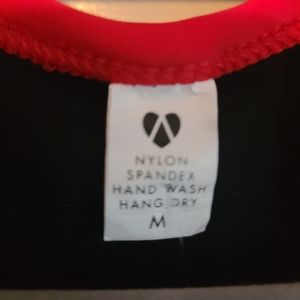 NYLON
SPANDEX
HAND WASH
HANG DRY
M